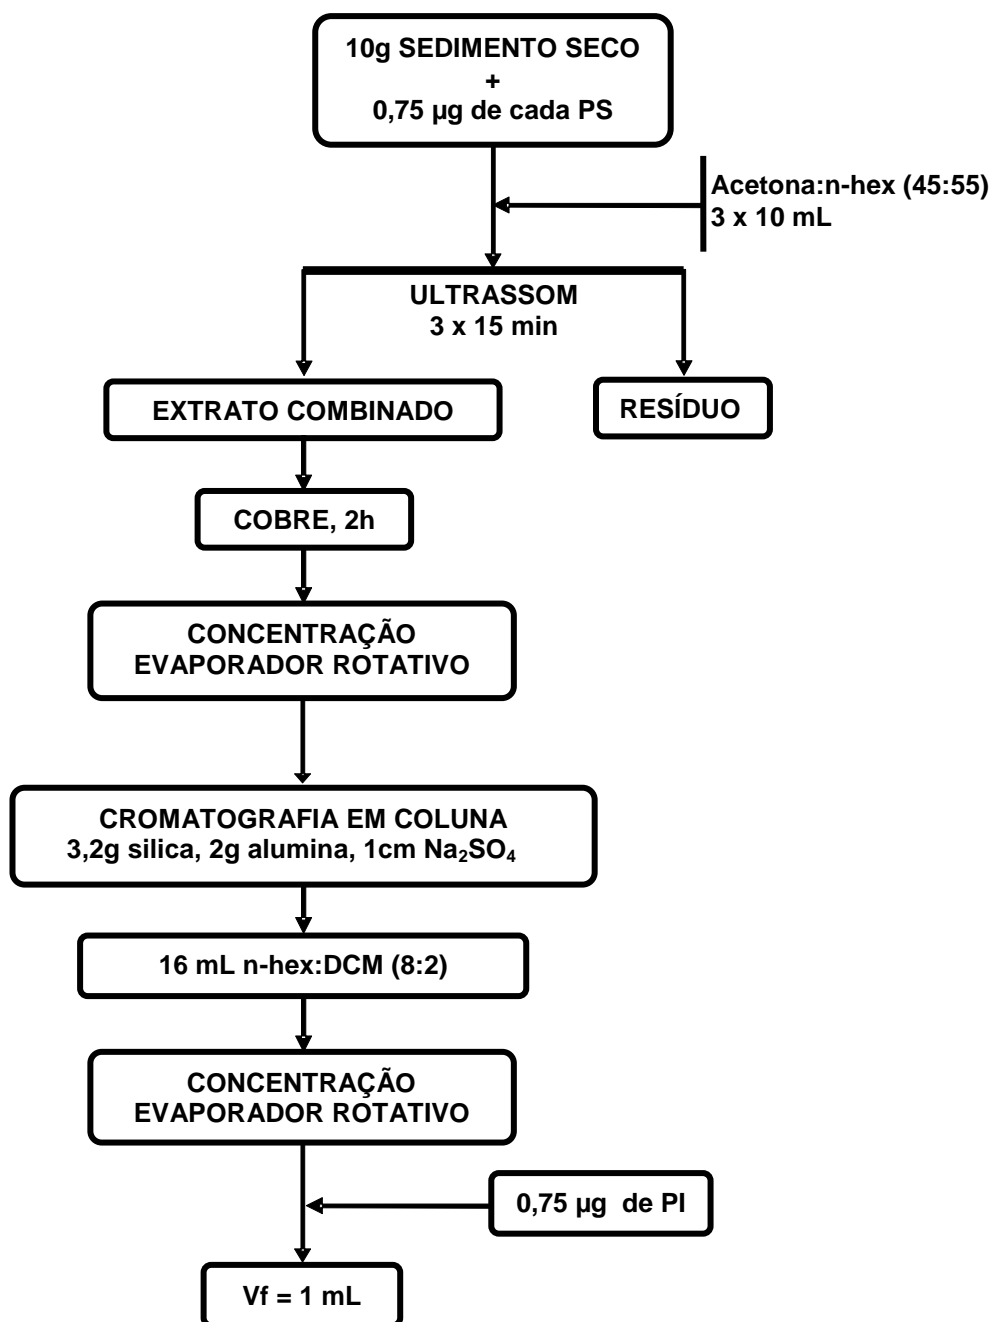 10g SEDIMENTO SECO
+
0,75 µg de cada PS
Acetona:n-hex (45:55)
3 x 10 mL
ULTRASSOM
3 x 15 min
EXTRATO COMBINADO
RESÍDUO
COBRE, 2h
CONCENTRAÇÃO
EVAPORADOR ROTATIVO
CROMATOGRAFIA EM COLUNA
3,2g silica, 2g alumina, 1cm Na₂SO₄
16 mL n-hex:DCM (8:2)
CONCENTRAÇÃO
EVAPORADOR ROTATIVO
0,75 µg de PI
Vf = 1 mL